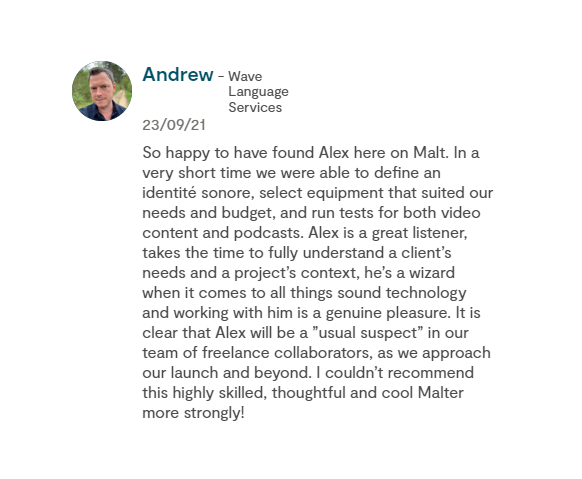 Andrew - Wave
Language
Services
23/09/21
So happy to have found Alex here on Malt. In a
very short time we were able to define an
identité sonore, select equipment that suited our
needs and budget, and run tests for both video
content and podcasts. Alex is a great listener,
takes the time to fully understand a client's
needs and a project's context, he's a wizard
when it comes to all things sound technology
and working with him is a genuine pleasure. It is
clear that Alex will be a "usual suspect" in our
team of freelance collaborators, as we approach
our launch and beyond. I couldn't recommend
this highly skilled, thoughtful and cool Malter
more strongly!